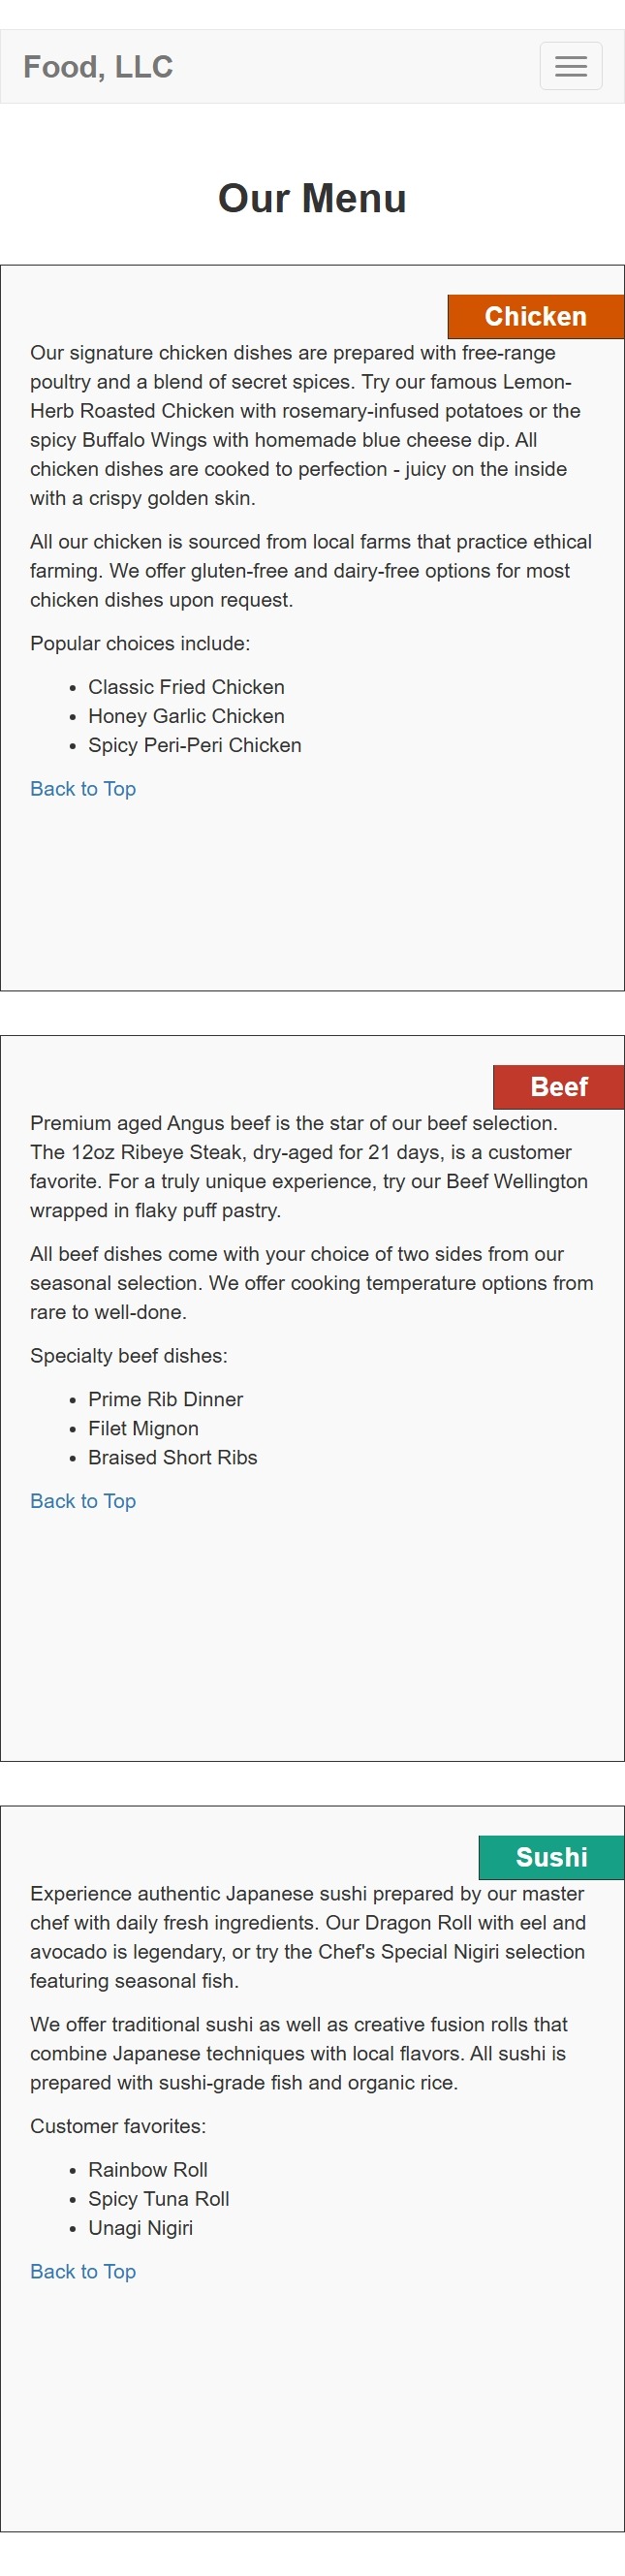 Food, LLC
Our Menu
Chicken
Our signature chicken dishes are prepared with free-range
poultry and a blend of secret spices. Try our famous Lemon-
Herb Roasted Chicken with rosemary-infused potatoes or the
spicy Buffalo Wings with homemade blue cheese dip. All
chicken dishes are cooked to perfection - juicy on the inside
with a crispy golden skin.
All our chicken is sourced from local farms that practice ethical
farming. We offer gluten-free and dairy-free options for most
chicken dishes upon request.
Popular choices include:
• Classic Fried Chicken
• Honey Garlic Chicken
• Spicy Peri-Peri Chicken
Back to Top
Beef
Premium aged Angus beef is the star of our beef selection.
The 12oz Ribeye Steak, dry-aged for 21 days, is a customer
favorite. For a truly unique experience, try our Beef Wellington
wrapped in flaky puff pastry.
All beef dishes come with your choice of two sides from our
seasonal selection. We offer cooking temperature options from
rare to well-done.
Specialty beef dishes:
• Prime Rib Dinner
• Filet Mignon
• Braised Short Ribs
Back to Top
Sushi
Experience authentic Japanese sushi prepared by our master
chef with daily fresh ingredients. Our Dragon Roll with eel and
avocado is legendary, or try the Chef's Special Nigiri selection
featuring seasonal fish.
We offer traditional sushi as well as creative fusion rolls that
combine Japanese techniques with local flavors. All sushi is
prepared with sushi-grade fish and organic rice.
Customer favorites:
• Rainbow Roll
• Spicy Tuna Roll
• Unagi Nigiri
Back to Top